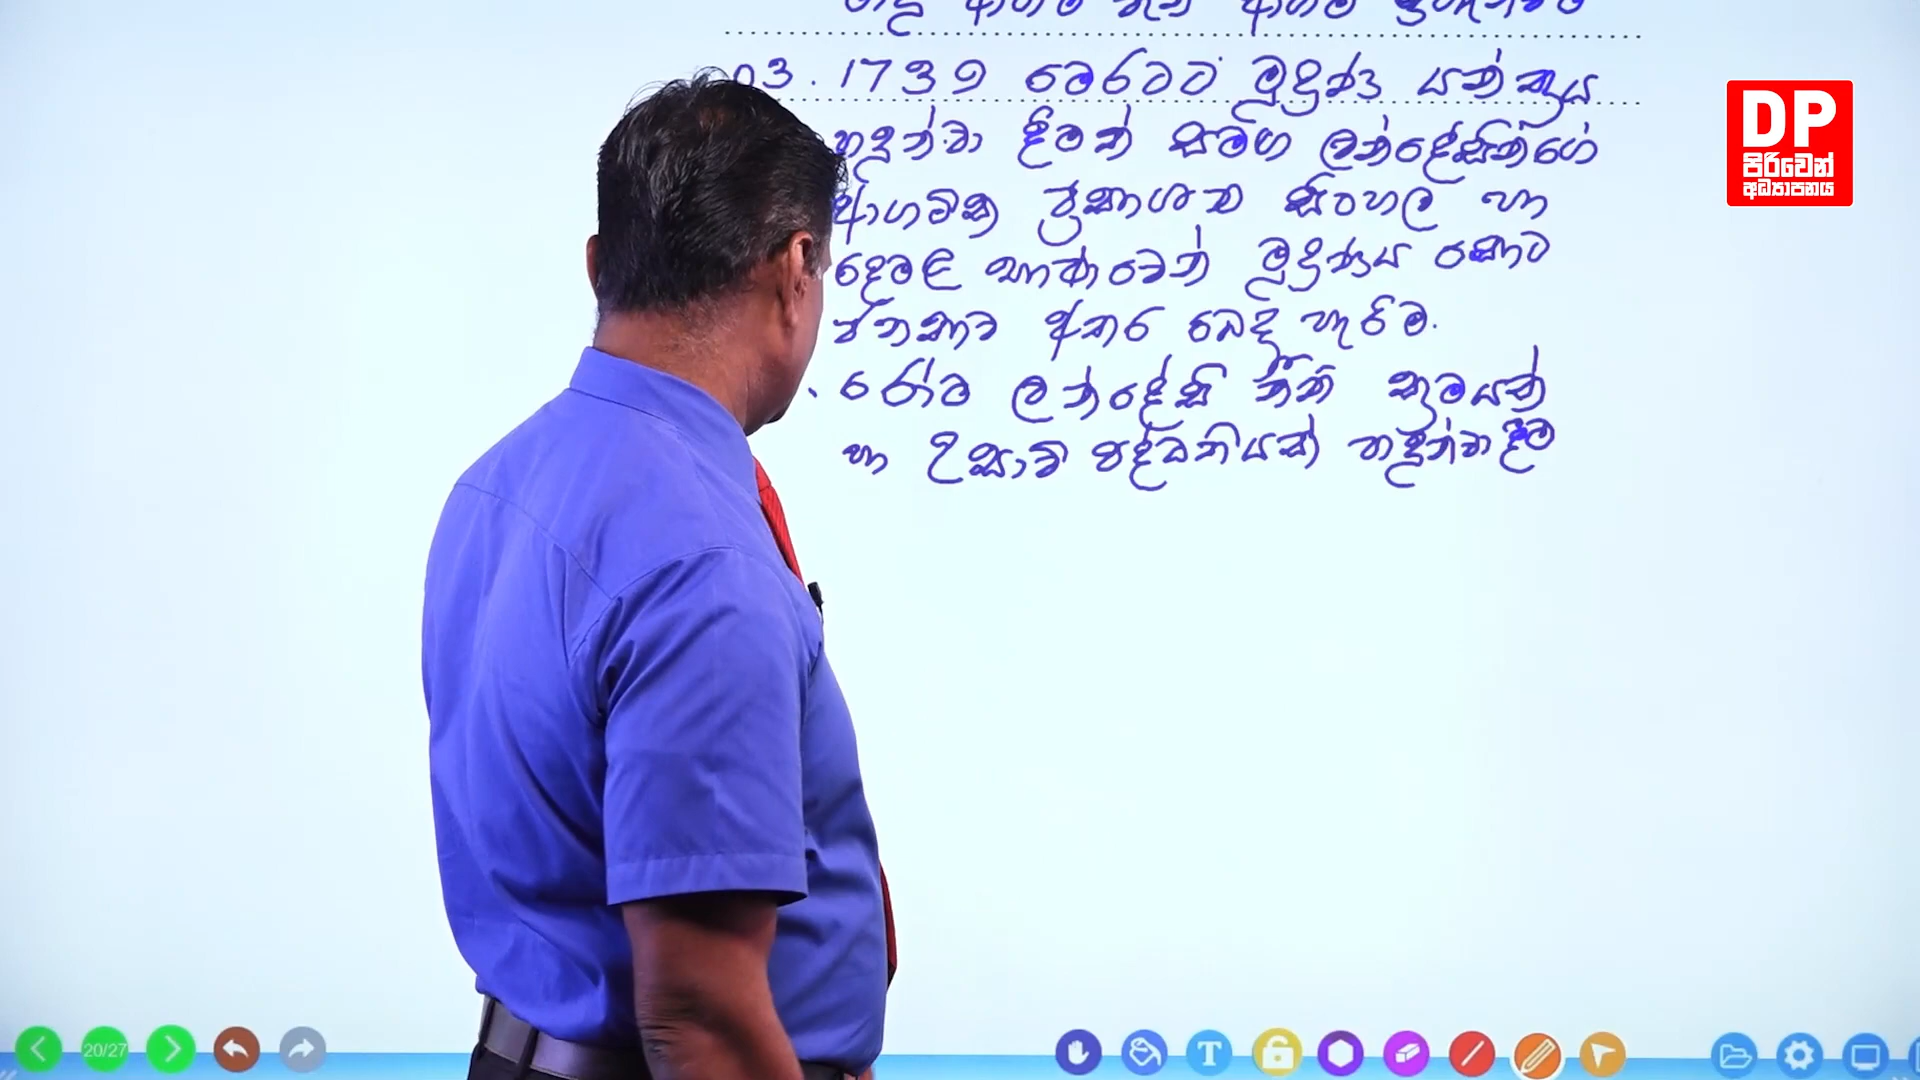 03. 1739 මෙරටට මුද්‍රණ යන්ත්‍රය
හඳුන්වා දීමත් සමග ලන්දේසින්ගේ
ආගමික ප්‍රකාශන සිංහල හා
දෙමළ භාෂාවෙන් මුද්‍රණය කොට
ජනතාව අතර බෙදා හැරීම.
. රෝම ලන්දේසි නීති ක්‍රමයක්
හා උසාවි පද්ධතියක් හඳුන්වා දීම
DP
පිරිවෙන්
අධ්‍යාපනය
20/27
T